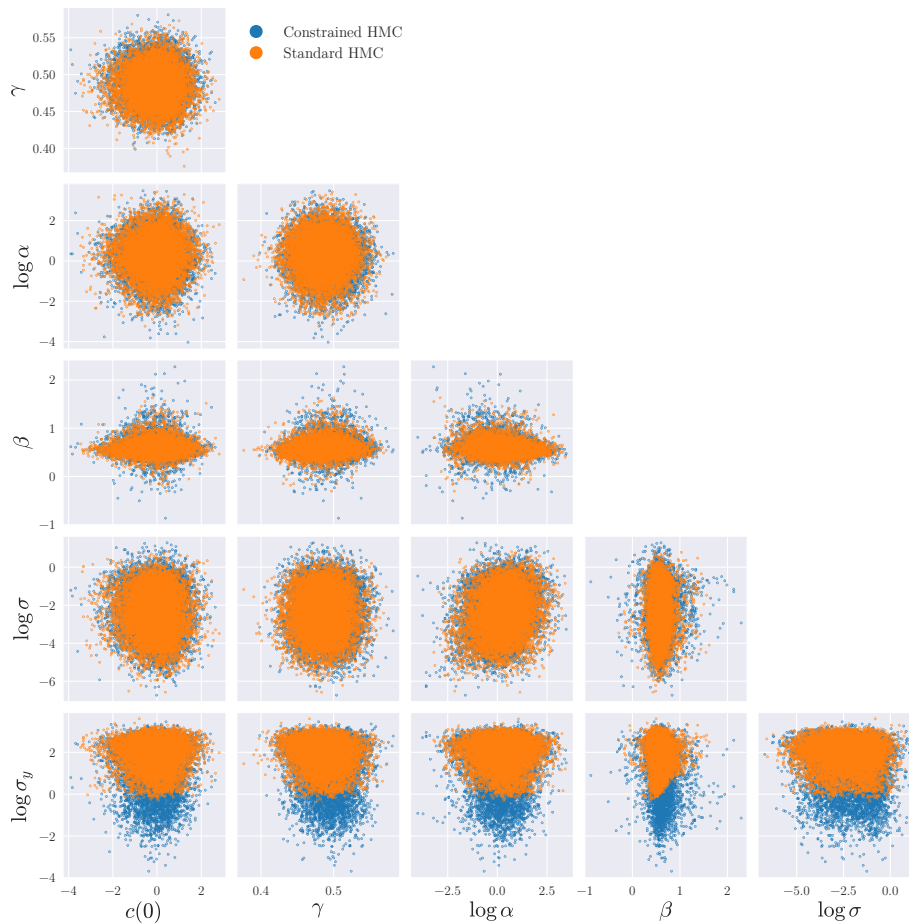 0.55
0.50
0.45
0.40
γ
Constrained HMC
Standard HMC
2
0
−2
−4
log α
2
1
0
−1
β
0
−2
−4
−6
log σ
2
0
−2
−4
log σ_y
−4 −2 0 2
0.4 0.5
−2.5 0.0 2.5
−1 0 1 2
−5.0 −2.5 0.0
c(0) γ log α β log σ